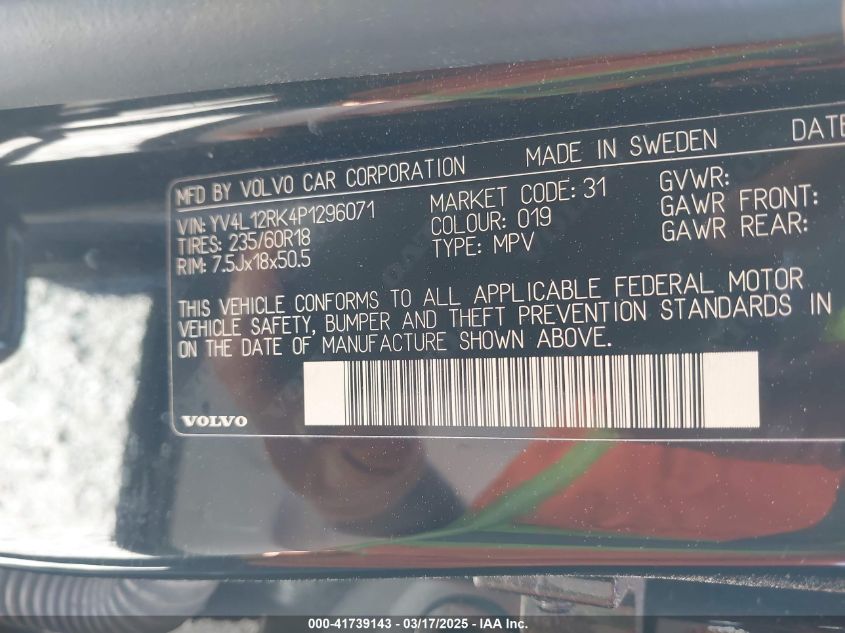 MFD BY VOLVO CAR CORPORATION MADE IN SWEDEN DATE
VIN: YV4L12RK4P1296071 MARKET CODE: 31 GVWR:
TIRES: 235/60R18 COLOUR: 019 GAWR FRONT:
RIM: 7.5Jx18x50.5 TYPE: MPV GAWR REAR:
THIS VEHICLE CONFORMS TO ALL APPLICABLE FEDERAL MOTOR
VEHICLE SAFETY, BUMPER AND THEFT PREVENTION STANDARDS IN
ON THE DATE OF MANUFACTURE SHOWN ABOVE.
VOLVO
000-41739143 - 03/17/2025 - IAA Inc.